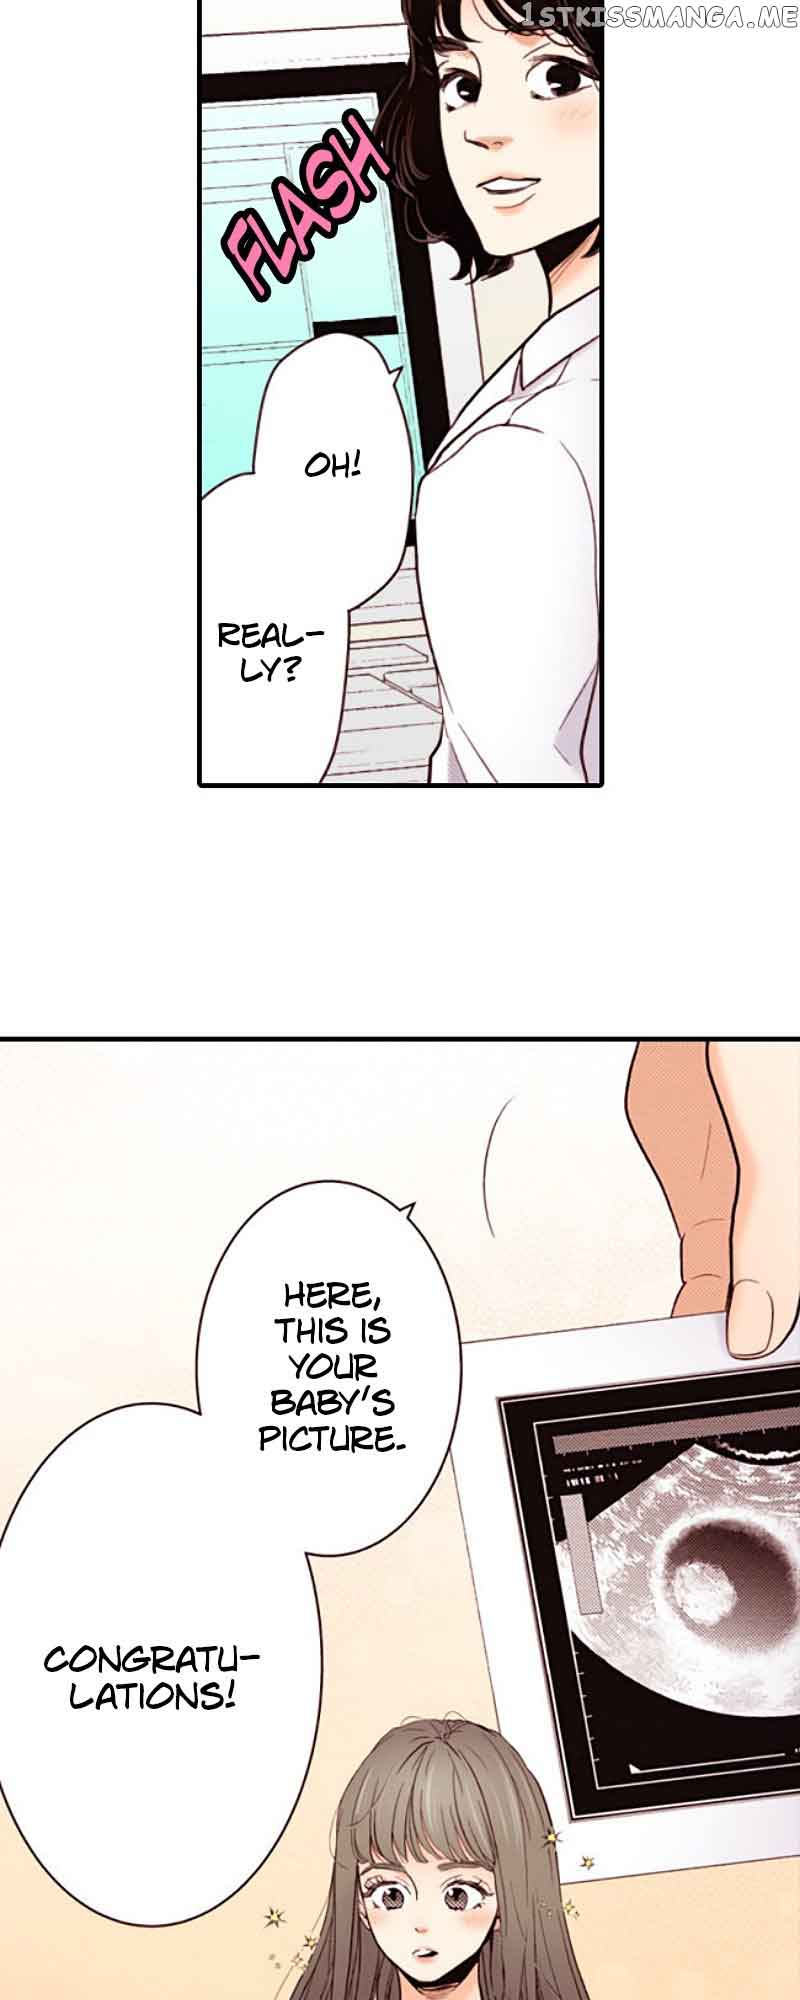 1STKISSMANGA.ME
FLASH
OH!
REAL-
LY?
HERE,
THIS IS
YOUR
BABY'S
PICTURE.
CONGRATU-
LATIONS!